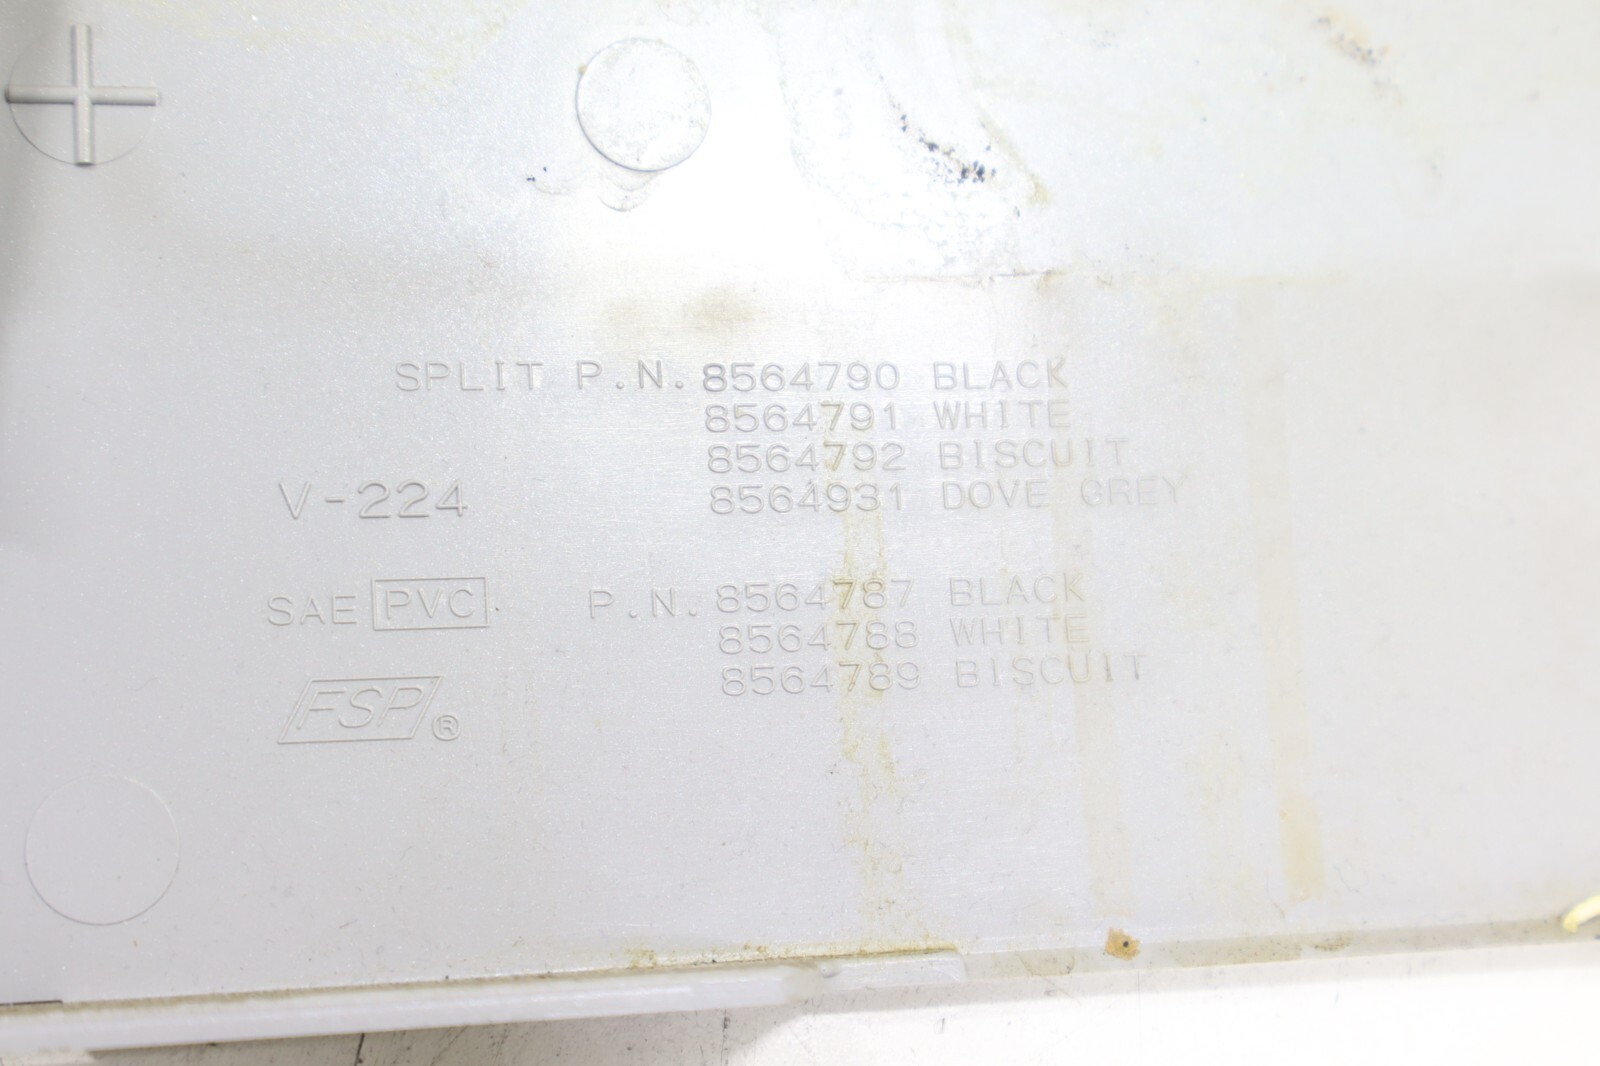 SPLIT P.N. 8564790 BLACK
8564791 WHITE
8564792 BISCUIT
8564931 DOVE GREY
V-224
SAE PVC
P.N. 8564787 BLACK
8564788 WHITE
8564789 BISCUIT
FSP®